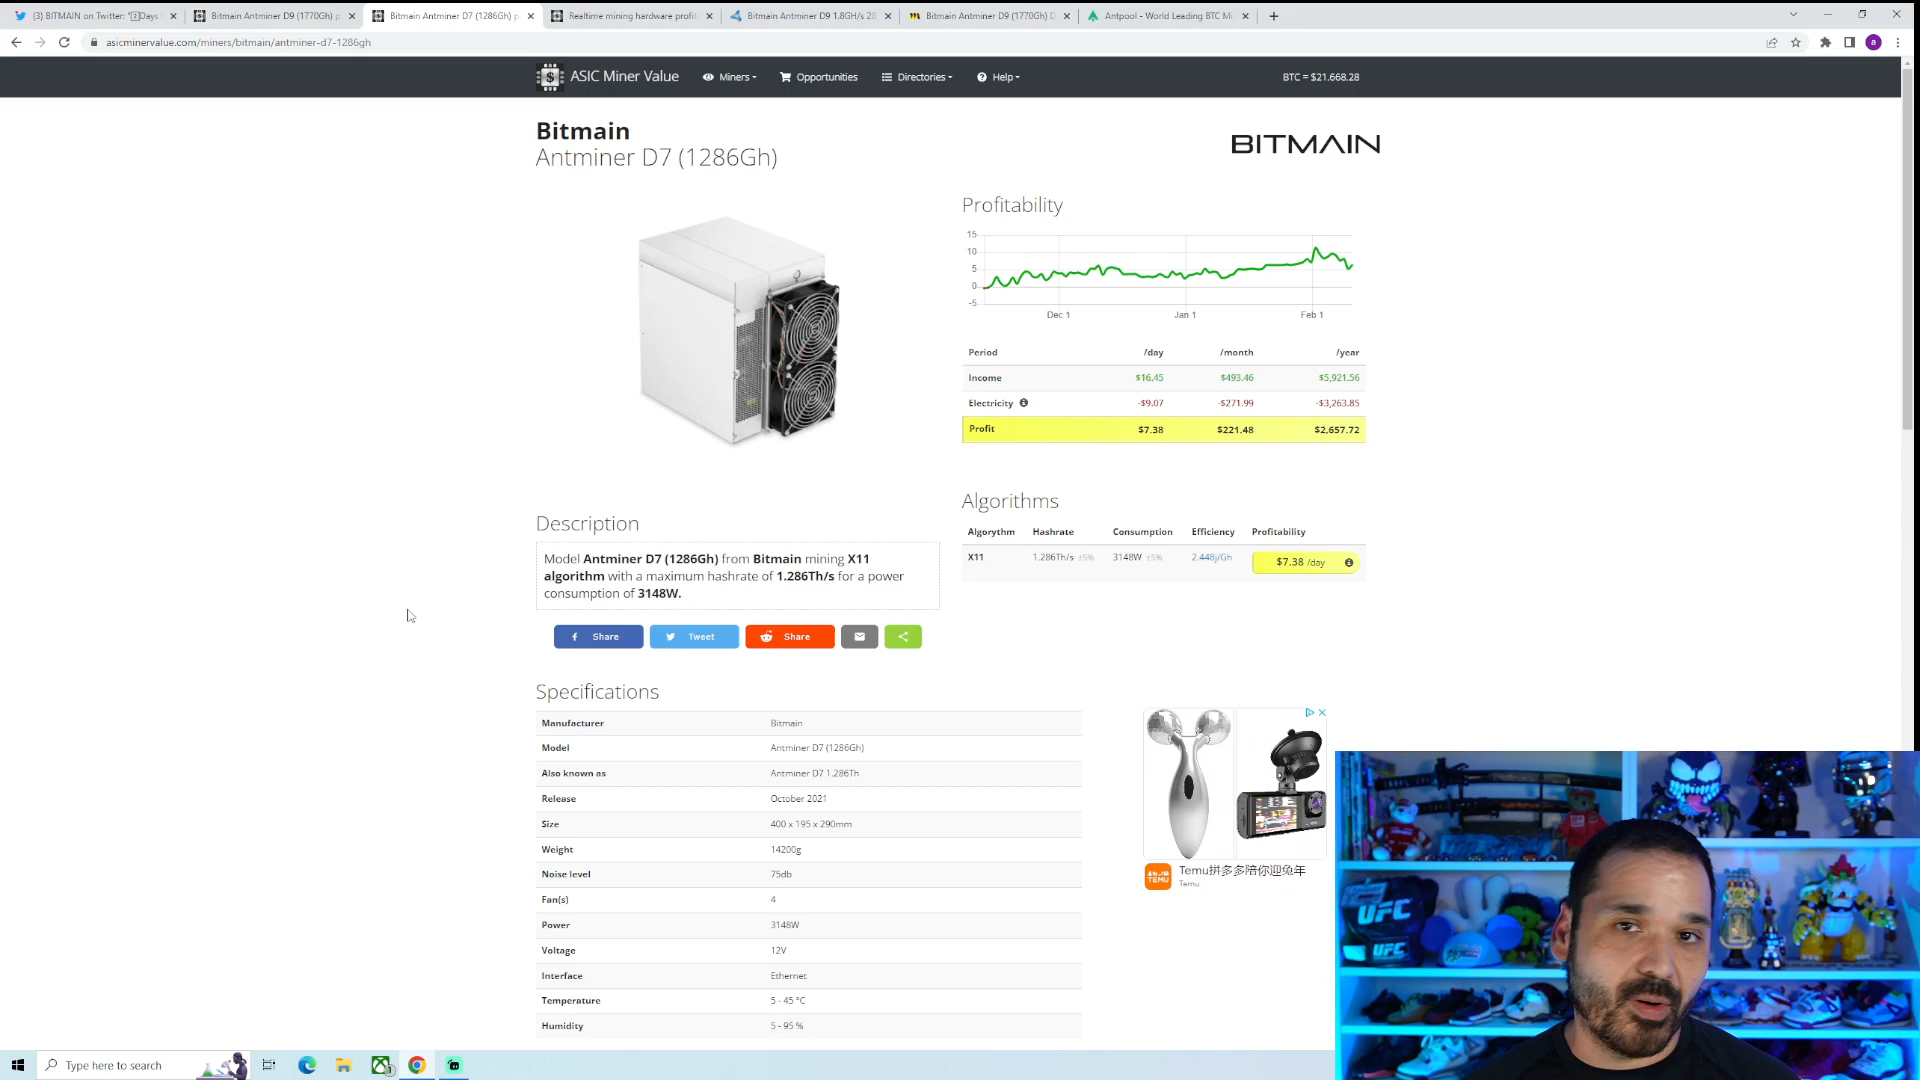 (3) BITMAIN on Twitter: "2️⃣Days
Bitmain Antminer D9 (1770Gh) p
Bitmain Antminer D7 (1286Gh) p
Realtime mining hardware profit
Bitmain Antminer D9 1.8GH/s 28
Bitmain Antminer D9 (1770Gh) D
Antpool - World Leading BTC Mi
asicminervalue.com/miners/bitmain/antminer-d7-1286gh
a
ASIC Miner Value
Miners
Opportunities
Directories
Help
BTC = $21,668.28
Bitmain
Antminer D7 (1286Gh)
BITMAIN
Profitability
15
10
5
0
-5
Dec 1 Jan 1 Feb 1
Period /day /month /year
Income $16.45 $493.46 $5,921.56
Electricity -$9.07 -$271.99 -$3,263.85
Profit $7.38 $221.48 $2,657.72
Algorithms
Algorythm Hashrate Consumption Efficiency Profitability
X11 1.286Th/s ±5% 3148W ±5% 2.448j/Gh $7.38 /day
Description
Model Antminer D7 (1286Gh) from Bitmain mining X11
algorithm with a maximum hashrate of 1.286Th/s for a power
consumption of 3148W.
Share
Tweet
Share
Specifications
Manufacturer Bitmain
Model Antminer D7 (1286Gh)
Also known as Antminer D7 1.286Th
Release October 2021
Size 400 x 195 x 290mm
Weight 14200g
Noise level 75db
Fan(s) 4
Power 3148W
Voltage 12V
Interface Ethernet
Temperature 5 - 45 °C
Humidity 5 - 95 %
TEMU
Temu拼多多陪你迎兔年
Temu
UFC
UFC
Type here to search